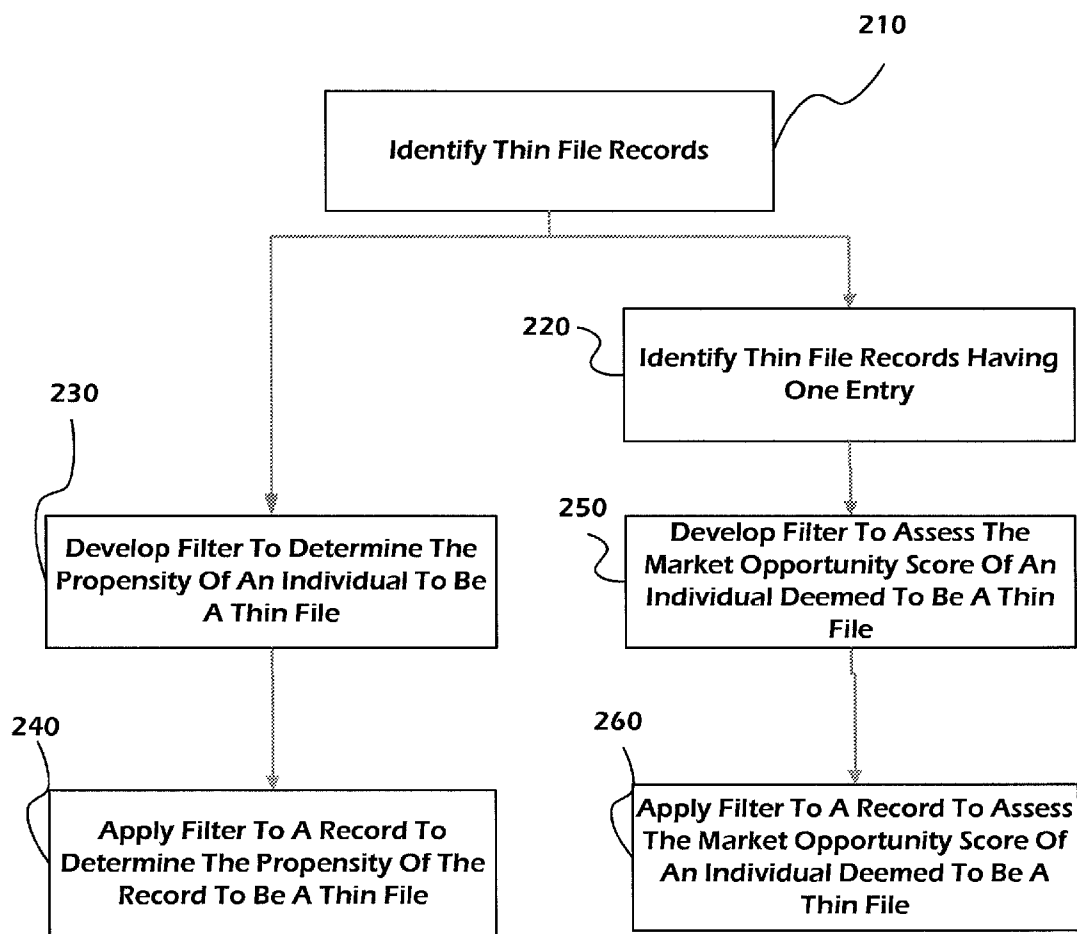 210
Identify Thin File Records
220
Identify Thin File Records Having
One Entry
230
Develop Filter To Determine The
Propensity Of An Individual To Be
A Thin File
250
Develop Filter To Assess The
Market Opportunity Score Of An
Individual Deemed To Be A Thin
File
240
Apply Filter To A Record To
Determine The Propensity Of The
Record To Be A Thin File
260
Apply Filter To A Record To Assess
The Market Opportunity Score Of
An Individual Deemed To Be A
Thin File